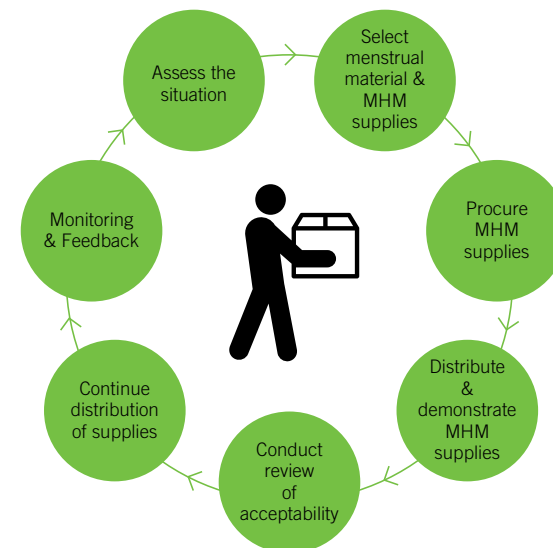 Assess the
situation
Select
menstrual
material &
MHM
supplies
Procure
MHM
supplies
Distribute
&
demonstrate
MHM
supplies
Conduct
review
of
acceptability
Continue
distribution
of supplies
Monitoring
& Feedback